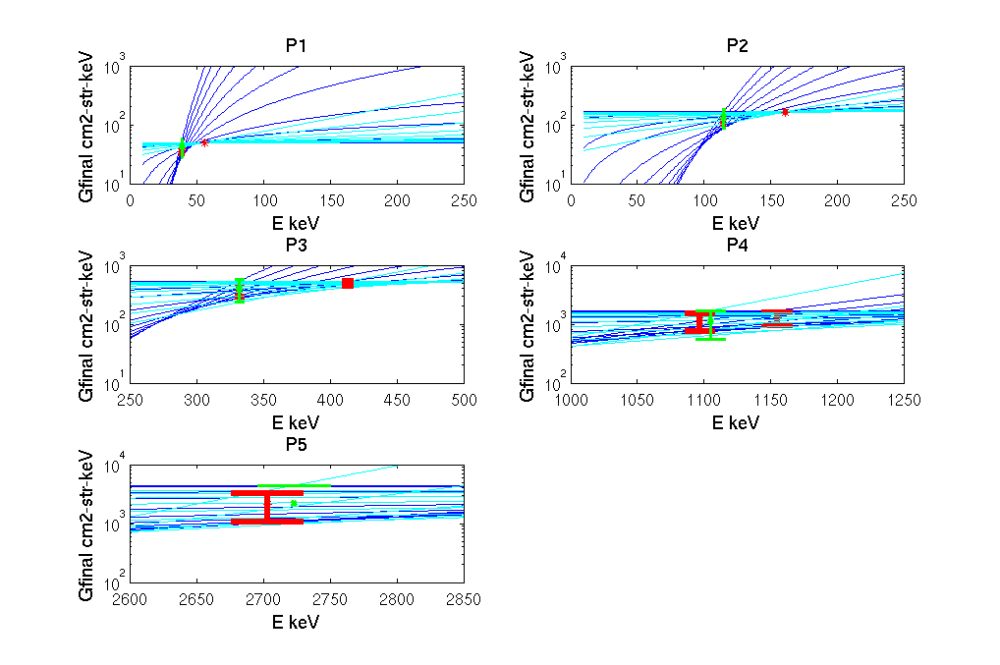 P1
Gfinal cm2-str-keV
10^3
10^2
10^1
0 50 100 150 200 250
E keV
P2
Gfinal cm2-str-keV
10^3
10^2
10^1
0 50 100 150 200 250
E keV
P3
Gfinal cm2-str-keV
10^3
10^2
10^1
250 300 350 400 450 500
E keV
P4
Gfinal cm2-str-keV
10^4
10^3
10^2
1000 1050 1100 1150 1200 1250
E keV
P5
Gfinal cm2-str-keV
10^4
10^3
10^2
2600 2650 2700 2750 2800 2850
E keV